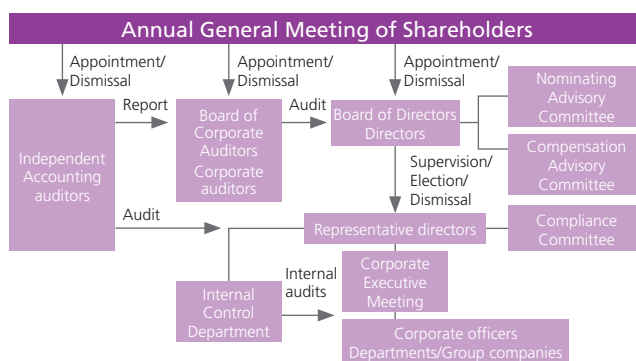 Annual General Meeting of Shareholders
Appointment/
Dismissal
Appointment/
Dismissal
Appointment/
Dismissal
Independent
Accounting
auditors
Report
Board of
Corporate
Auditors
Corporate
auditors
Audit
Board of Directors
Directors
Nominating
Advisory
Committee
Compensation
Advisory
Committee
Supervision/
Election/
Dismissal
Audit
Representative directors
Compliance
Committee
Internal
Control
Department
Internal
audits
Corporate
Executive
Meeting
Corporate officers
Departments/Group companies